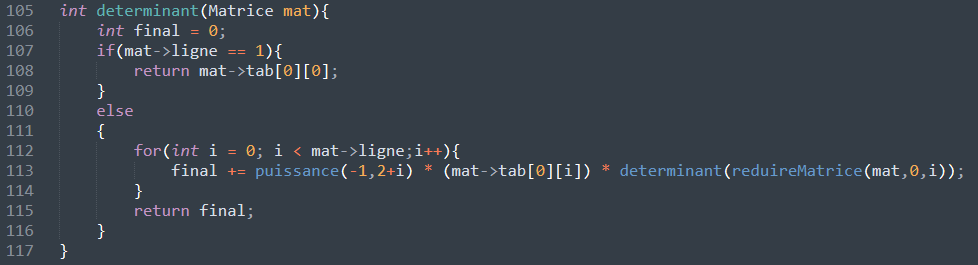 105 int determinant(Matrice mat){
106     int final = 0;
107     if(mat->ligne == 1){
108         return mat->tab[0][0];
109     }
110     else
111     {
112         for(int i = 0; i < mat->ligne;i++){
113             final += puissance(-1,2+i) * (mat->tab[0][i]) * determinant(reduireMatrice(mat,0,i));
114         }
115         return final;
116     }
117 }